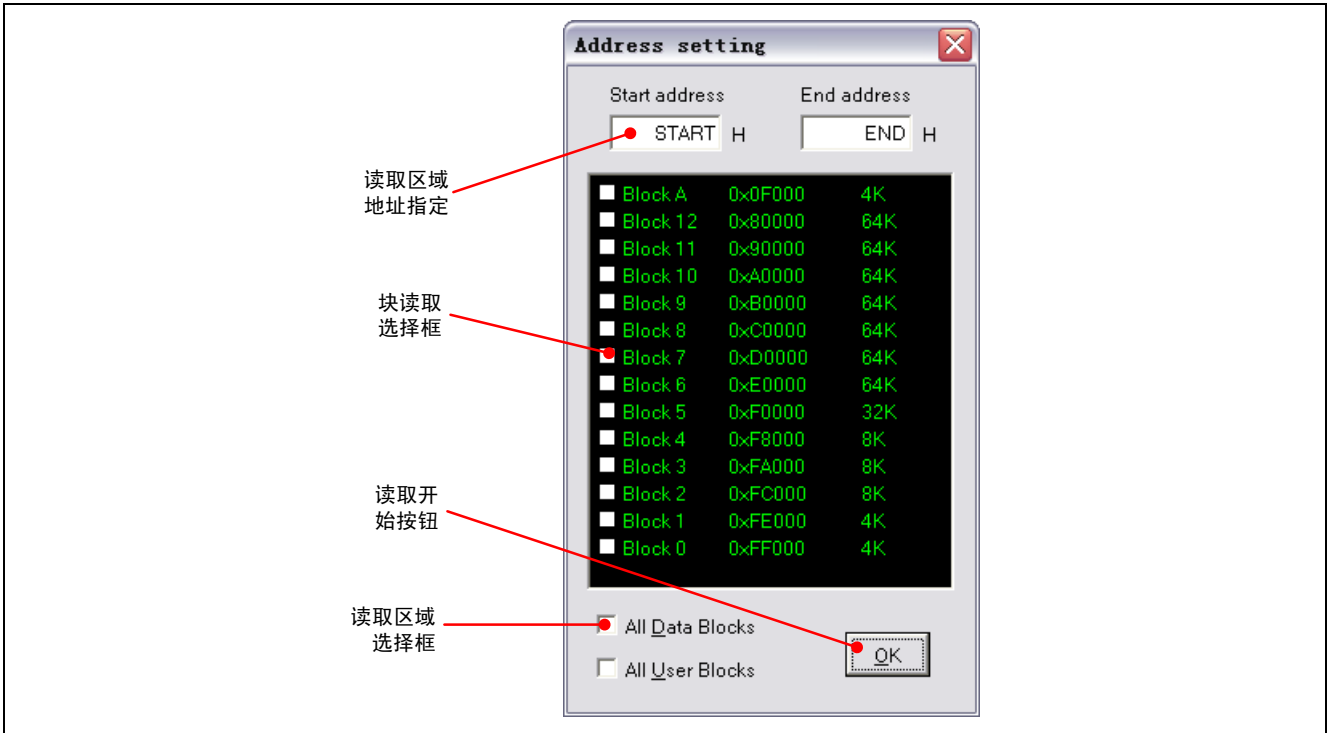 Address setting
Start address End address
START H END H
读取区域
地址指定
Block A 0x0F000 4K
Block 12 0x80000 64K
Block 11 0x90000 64K
Block 10 0xA0000 64K
块读取
选择框
Block 9 0xB0000 64K
Block 8 0xC0000 64K
Block 7 0xD0000 64K
Block 6 0xE0000 64K
Block 5 0xF0000 32K
Block 4 0xF8000 8K
Block 3 0xFA000 8K
读取开
始按钮
Block 2 0xFC000 8K
Block 1 0xFE000 4K
Block 0 0xFF000 4K
读取区域
选择框
All Data Blocks
All User Blocks
OK